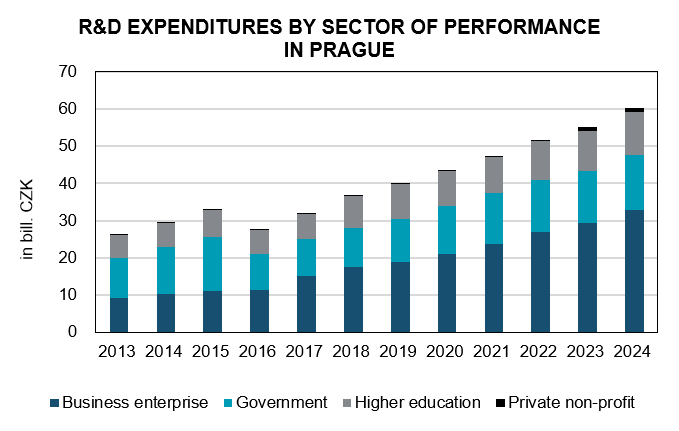 R&D EXPENDITURES BY SECTOR OF PERFORMANCE
IN PRAGUE
in bill. CZK
70
60
50
40
30
20
10
0
2013 2014 2015 2016 2017 2018 2019 2020 2021 2022 2023 2024
Business enterprise Government Higher education Private non-profit